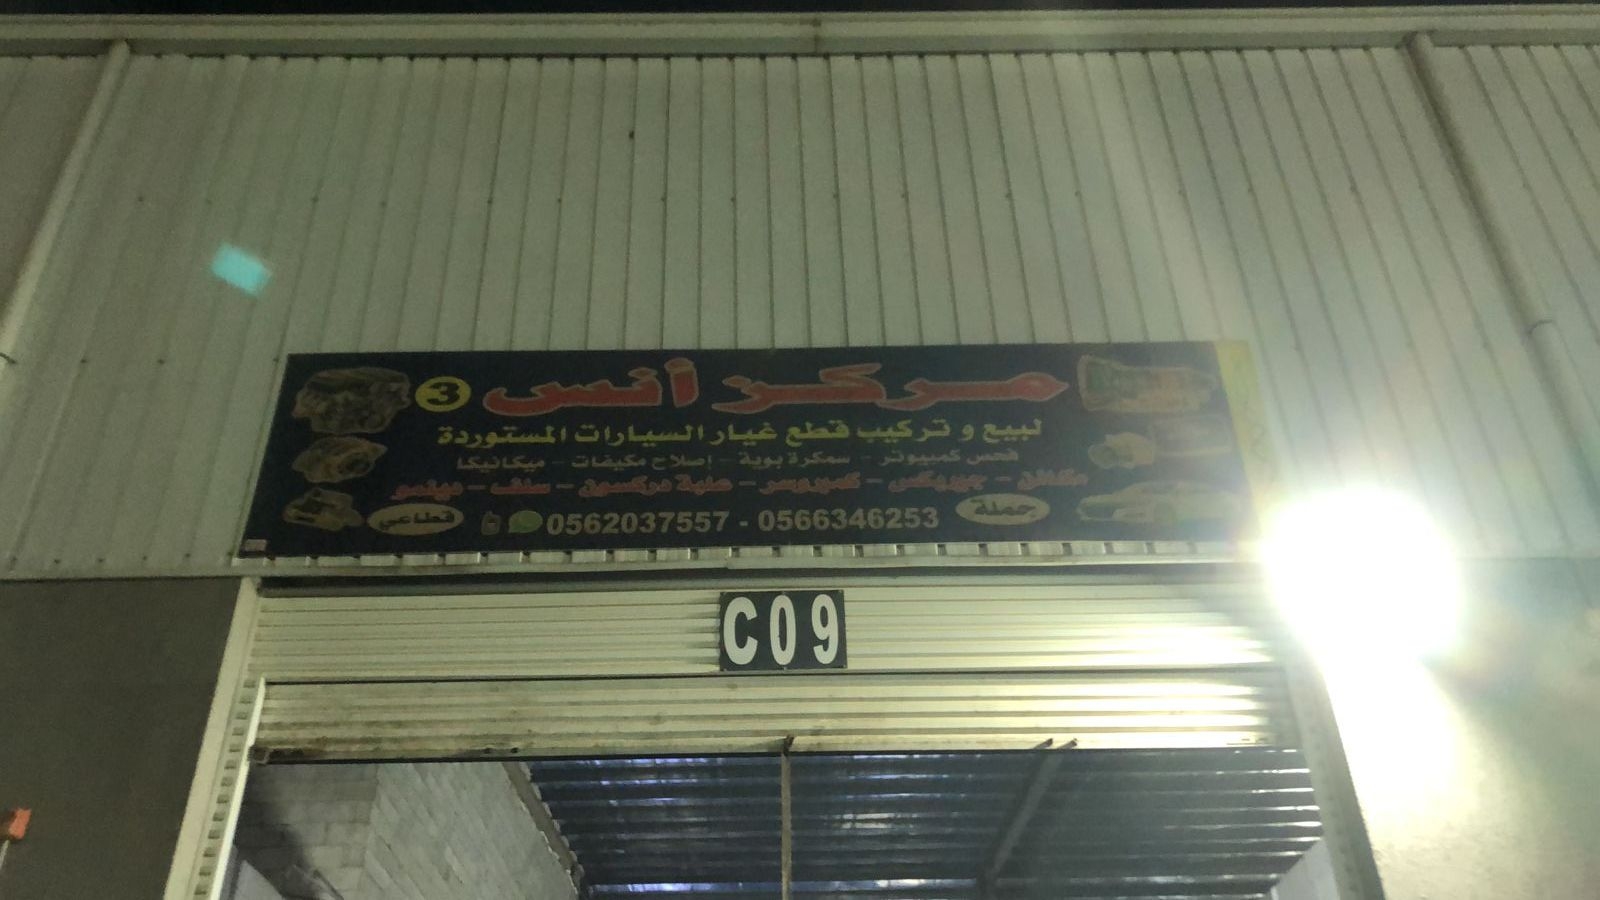 مركز أنس 3
لبيع و تركيب قطع غيار السيارات المستوردة
فحص كمبيوتر - سمكرة بوية - إصلاح مكيفات - ميكانيكا
مكائن - جيربكس - كمبروسر - علبة دركسون - سلف - دينمو
جملة 0566346253 - 0562037557 قطاعي
C09